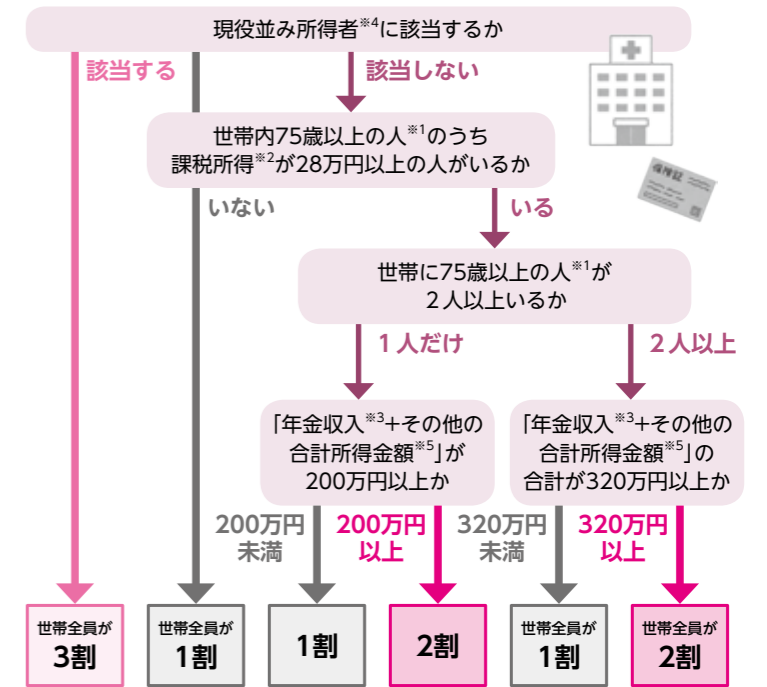 現役並み所得者※4に該当するか
該当する
該当しない
世帯内75歳以上の人※1のうち
課税所得※2が28万円以上の人がいるか
保険証
いない
いる
世帯に75歳以上の人※1が
2人以上いるか
1人だけ
2人以上
「年金収入※3+その他の
合計所得金額※5」が
200万円以上か
「年金収入※3+その他の
合計所得金額※5」の
合計が320万円以上か
200万円
未満
200万円
以上
320万円
未満
320万円
以上
世帯全員が
3割
世帯全員が
1割
1割
2割
世帯全員が
1割
世帯全員が
2割